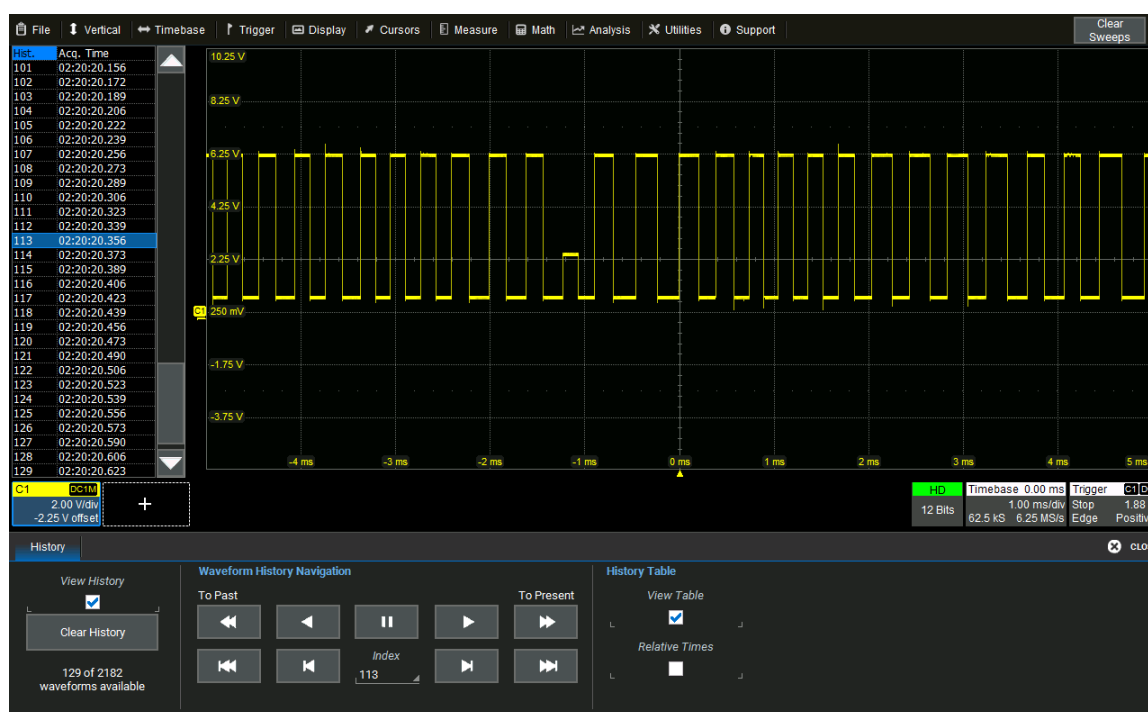 File Vertical Timebase Trigger Display Cursors Measure Math Analysis Utilities Support Clear Sweeps
Hist. Acq. Time
101 02:20:20.156
102 02:20:20.172
103 02:20:20.189
104 02:20:20.206
105 02:20:20.222
106 02:20:20.239
107 02:20:20.256
108 02:20:20.273
109 02:20:20.289
110 02:20:20.306
111 02:20:20.323
112 02:20:20.339
113 02:20:20.356
114 02:20:20.373
115 02:20:20.389
116 02:20:20.406
117 02:20:20.423
118 02:20:20.439
119 02:20:20.456
120 02:20:20.473
121 02:20:20.490
122 02:20:20.506
123 02:20:20.523
124 02:20:20.539
125 02:20:20.556
126 02:20:20.573
127 02:20:20.590
128 02:20:20.606
129 02:20:20.623
10.25 V
8.25 V
6.25 V
4.25 V
2.25 V
C1 250 mV
-1.75 V
-3.75 V
-4 ms -3 ms -2 ms -1 ms 0 ms 1 ms 2 ms 3 ms 4 ms 5 ms
C1 DC1M
2.00 V/div
-2.25 V offset
+
HD
12 Bits
Timebase 0.00 ms
1.00 ms/div
62.5 kS 6.25 MS/s
Trigger C1 D
Stop 1.88
Edge Positiv
History
CLO
View History
Clear History
129 of 2182
waveforms available
Waveform History Navigation
To Past To Present
Index
113
History Table
View Table
Relative Times